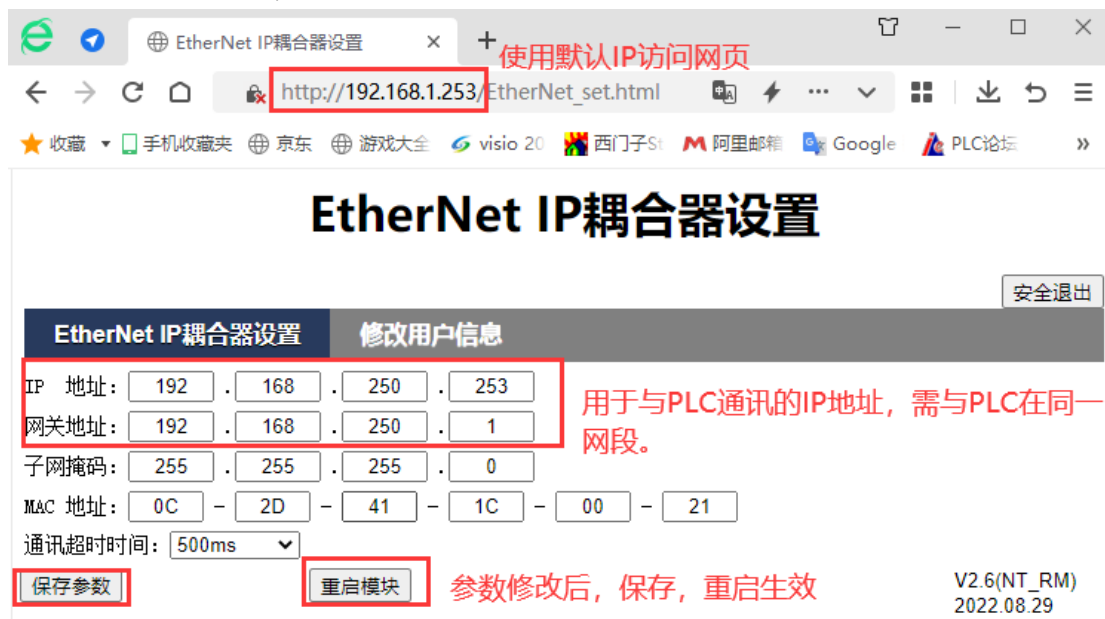 EtherNet IP耦合器设置
使用默认IP访问网页
http://192.168.1.253/EtherNet_set.html
收藏 手机收藏夹 京东 游戏大全 visio 20 西门子St 阿里邮箱 Google PLC论坛 »
EtherNet IP耦合器设置
安全退出
EtherNet IP耦合器设置 修改用户信息
IP 地址: 192 . 168 . 250 . 253
用于与PLC通讯的IP地址，需与PLC在同一
网关地址: 192 . 168 . 250 . 1
网段。
子网掩码: 255 . 255 . 255 . 0
MAC 地址: 0C - 2D - 41 - 1C - 00 - 21
通讯超时时间: 500ms
保存参数 重启模块 参数修改后，保存，重启生效 V2.6(NT_RM)
2022.08.29